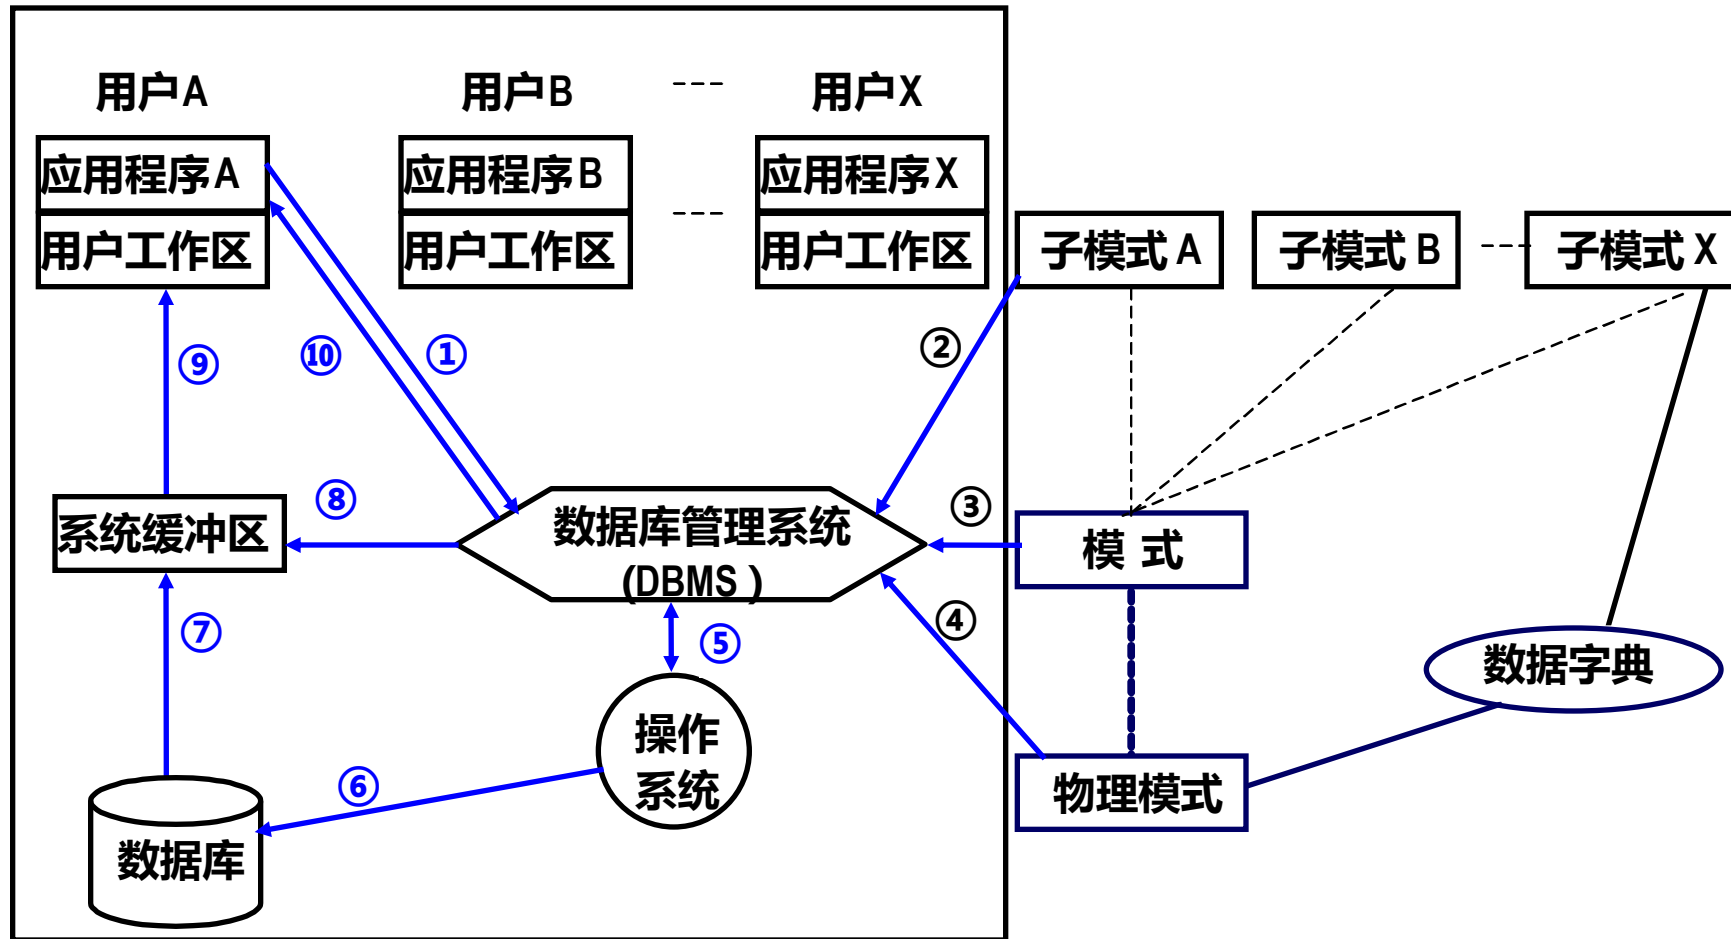 用户A
用户B
用户X
应用程序A
应用程序B
应用程序X
用户工作区
用户工作区
用户工作区
子模式 A
子模式 B
子模式 X
⑨
⑩
①
②
③
④
系统缓冲区
⑧
数据库管理系统
(DBMS )
模 式
⑦
⑤
数据字典
操作
系统
⑥
物理模式
数据库